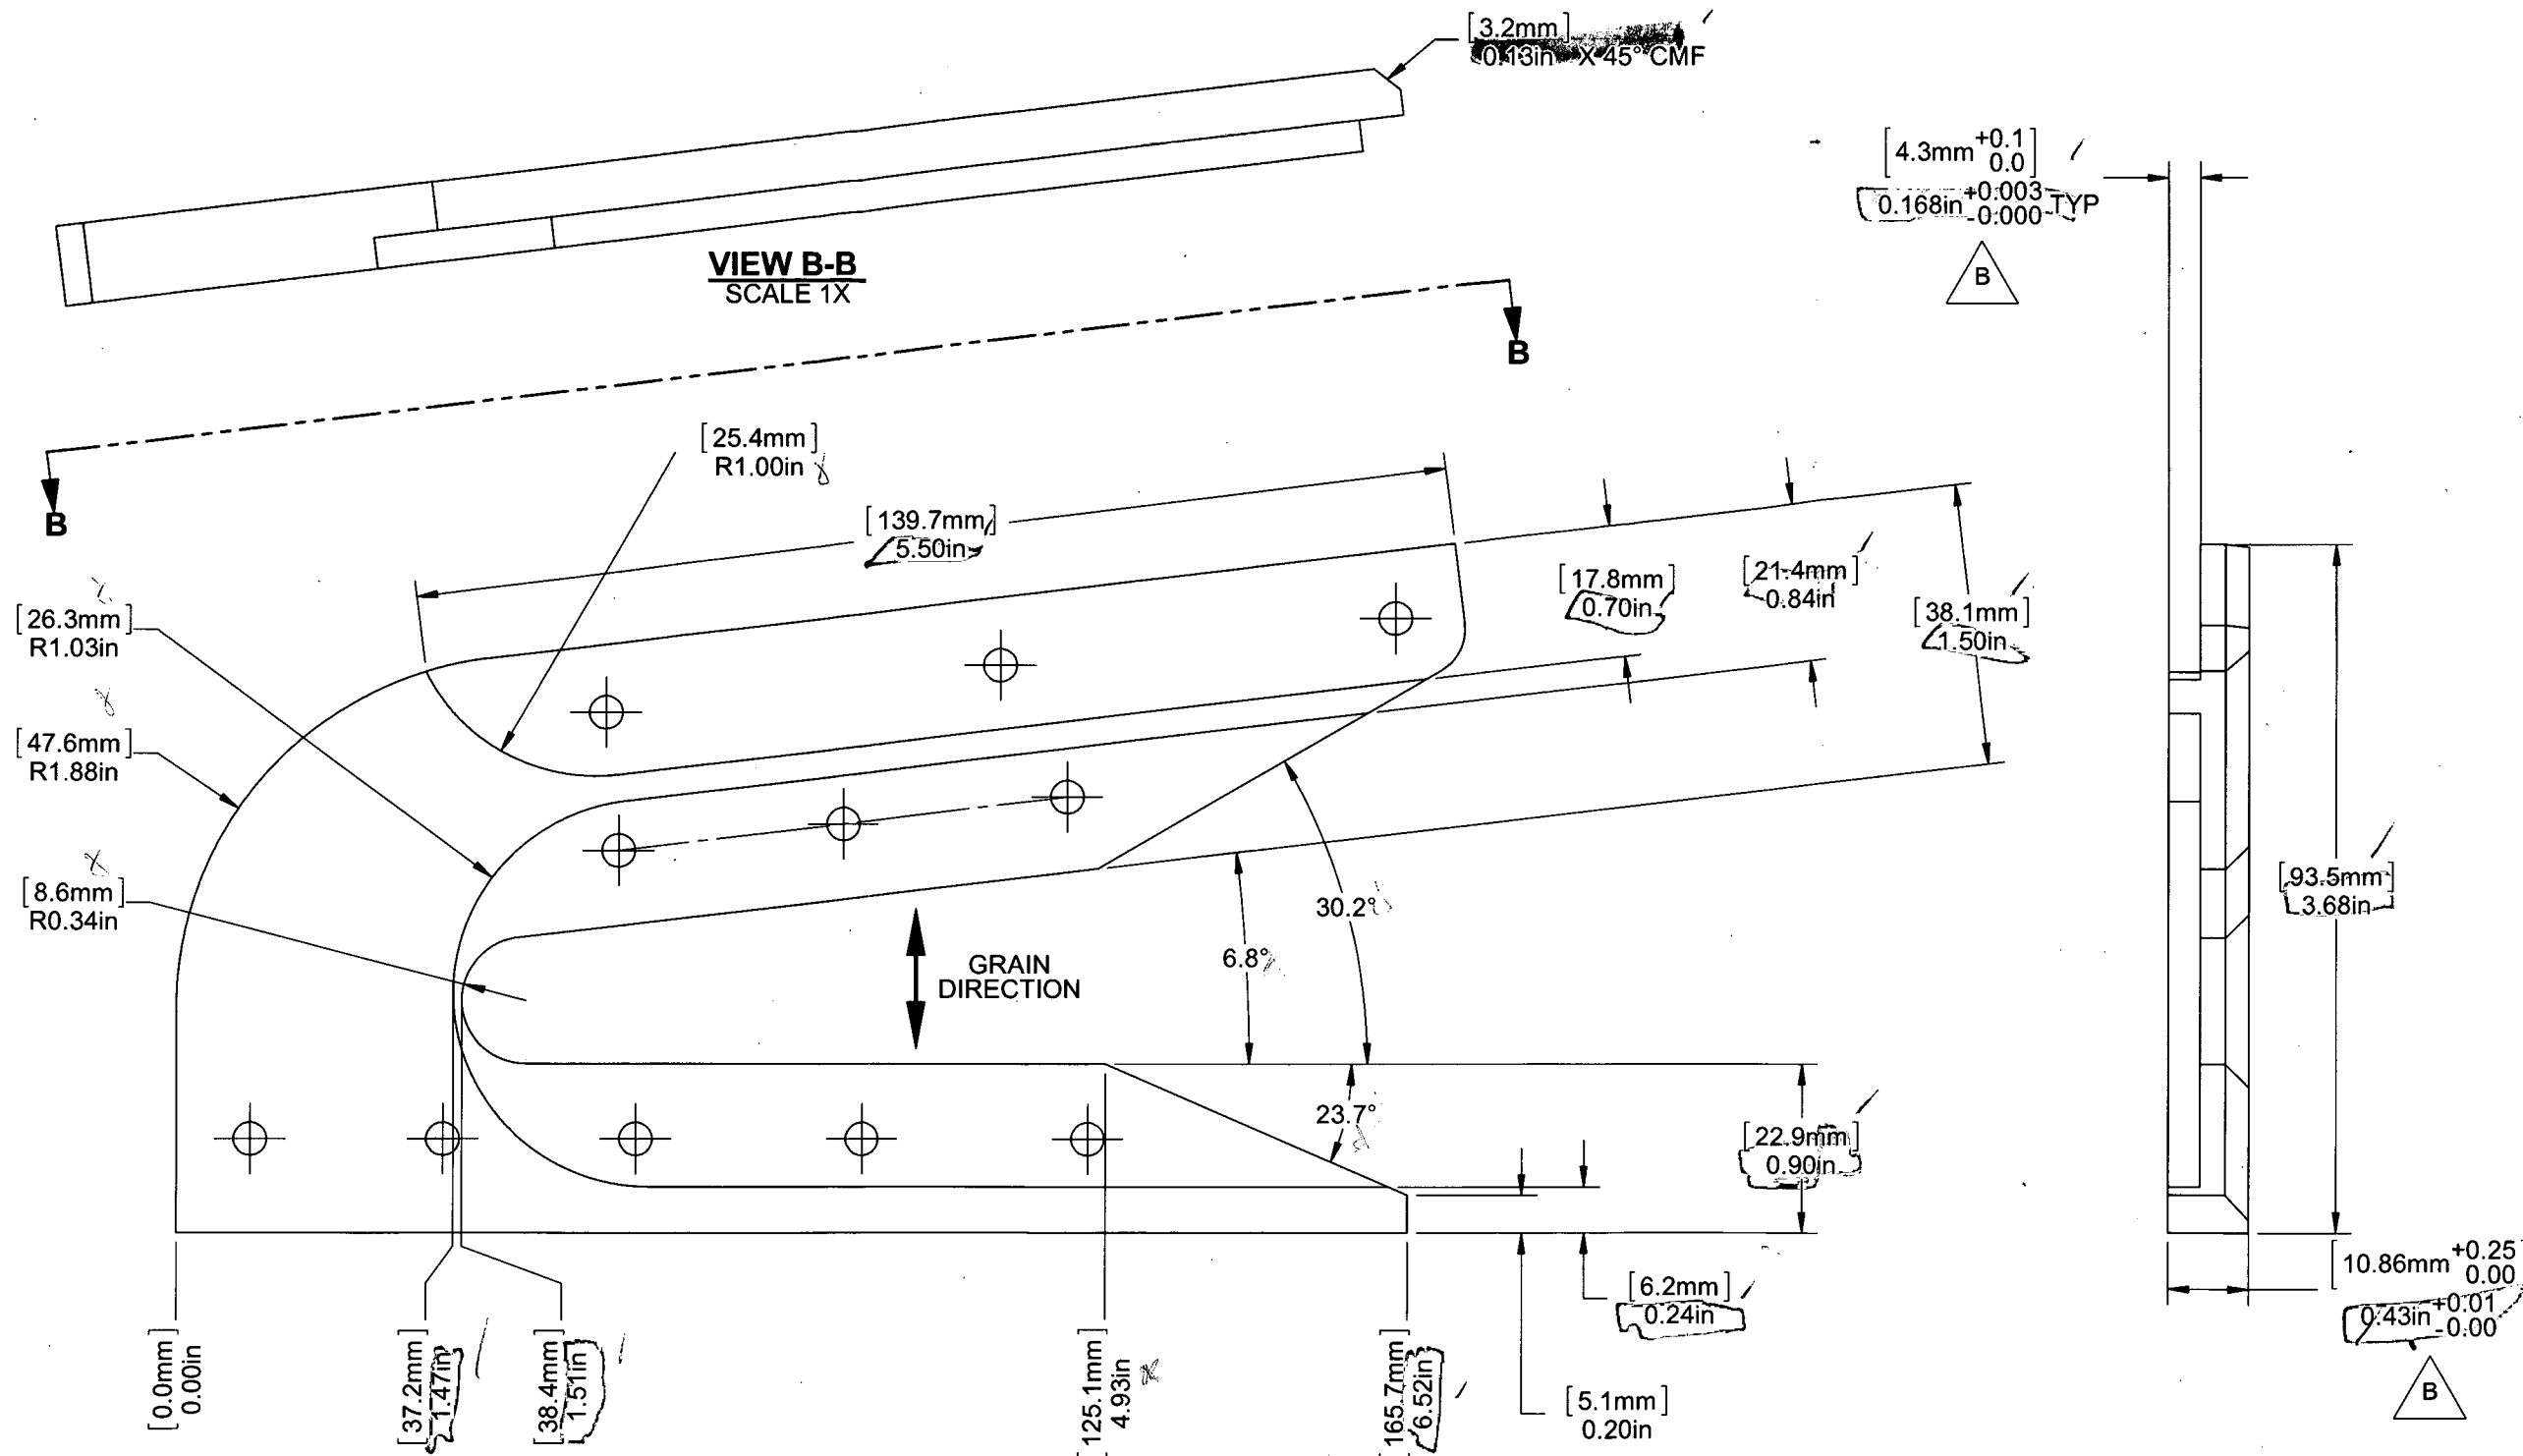 [3.2mm]
0.13in X 45° CMF
[4.3mm +0.1 0.0]
0.168in +0.003 -0.000 TYP
B
VIEW B-B
SCALE 1X
B
B
[25.4mm]
R1.00in
[139.7mm]
5.50in
[17.8mm]
0.70in
[21.4mm]
0.84in
[38.1mm]
1.50in
[26.3mm]
R1.03in
[47.6mm]
R1.88in
[8.6mm]
R0.34in
GRAIN
DIRECTION
6.8°
30.2°
23.7°
[93.5mm]
3.68in
[22.9mm]
0.90in
[10.86mm +0.25 0.00
0.43in +0.01 -0.00
B
[6.2mm]
0.24in
[5.1mm]
0.20in
[0.0mm]
0.00in
[37.2mm]
1.47in
[38.4mm]
1.51in
[125.1mm]
4.93in
[165.7mm]
6.52in